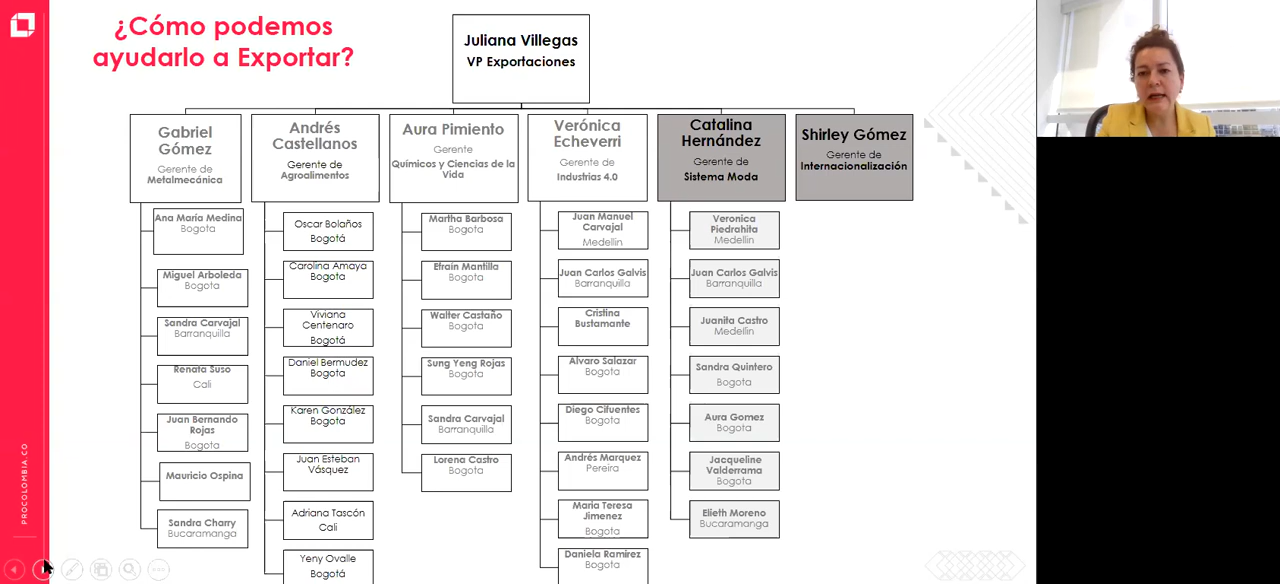 ¿Cómo podemos
ayudarlo a Exportar?
Juliana Villegas
VP Exportaciones
Gabriel
Gómez
Gerente de
Metalmecánica
Andrés
Castellanos
Gerente de
Agroalimentos
Aura Pimiento
Gerente
Químicos y Ciencias de la
Vida
Verónica
Echeverri
Gerente de
Industrias 4.0
Catalina
Hernández
Gerente de
Sistema Moda
Shirley Gómez
Gerente de
Internacionalización
Ana María Medina
Bogota
Miguel Arboleda
Bogota
Sandra Carvajal
Barranquilla
Renata Suso
Cali
Juan Bernando
Rojas
Bogota
Mauricio Ospina
Sandra Charry
Bucaramanga
Oscar Bolaños
Bogotá
Carolina Amaya
Bogota
Viviana
Centenaro
Bogotá
Daniel Bermudez
Bogota
Karen González
Bogota
Juan Esteban
Vásquez
Adriana Tascón
Cali
Yeny Ovalle
Bogotá
Martha Barbosa
Bogota
Efraín Mantilla
Bogota
Walter Castaño
Bogota
Sung Yeng Rojas
Bogota
Sandra Carvajal
Barranquilla
Lorena Castro
Bogota
Juan Manuel
Carvajal
Medellin
Juan Carlos Galvis
Barranquilla
Cristina
Bustamante
Alvaro Salazar
Bogota
Diego Cifuentes
Bogota
Andrés Marquez
Pereira
María Teresa
Jimenez
Bogota
Daniela Ramírez
Bogota
Veronica
Piedrahita
Medellin
Juan Carlos Galvis
Barranquilla
Juanita Castro
Medellín
Sandra Quintero
Bogota
Aura Gomez
Bogota
Jacqueline
Valderrama
Bogota
Elieth Moreno
Bucaramanga
PROCOLOMBIA.CO